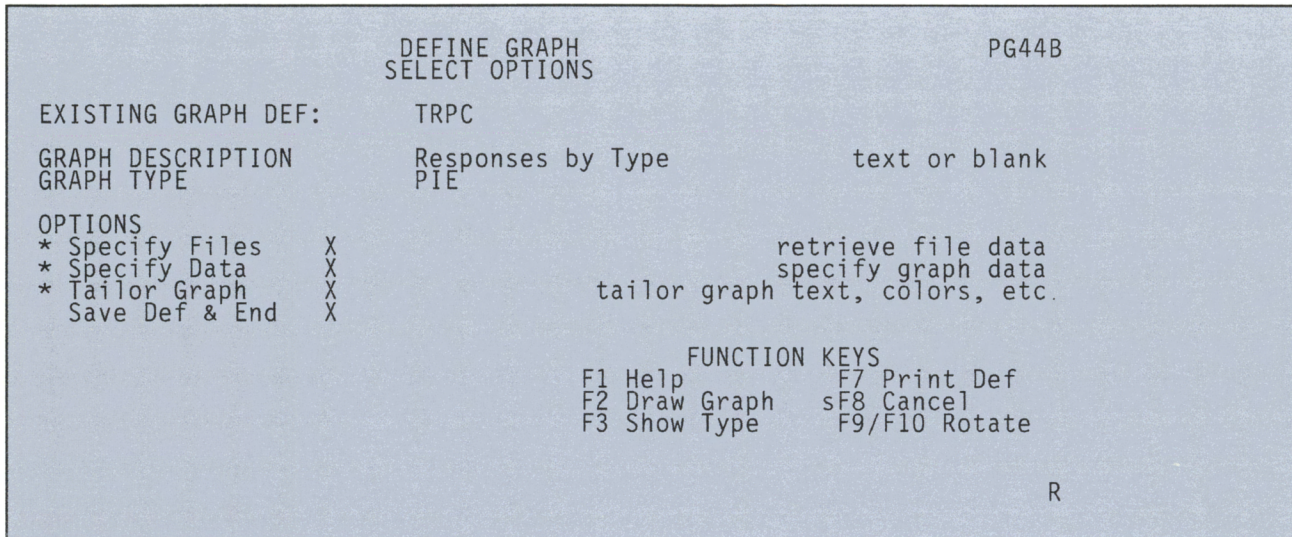 DEFINE GRAPH PG44B
SELECT OPTIONS
EXISTING GRAPH DEF: TRPC
GRAPH DESCRIPTION Responses by Type text or blank
GRAPH TYPE PIE
OPTIONS
* Specify Files X retrieve file data
* Specify Data X specify graph data
* Tailor Graph X tailor graph text, colors, etc.
Save Def & End X
FUNCTION KEYS
F1 Help F7 Print Def
F2 Draw Graph sF8 Cancel
F3 Show Type F9/F10 Rotate
R